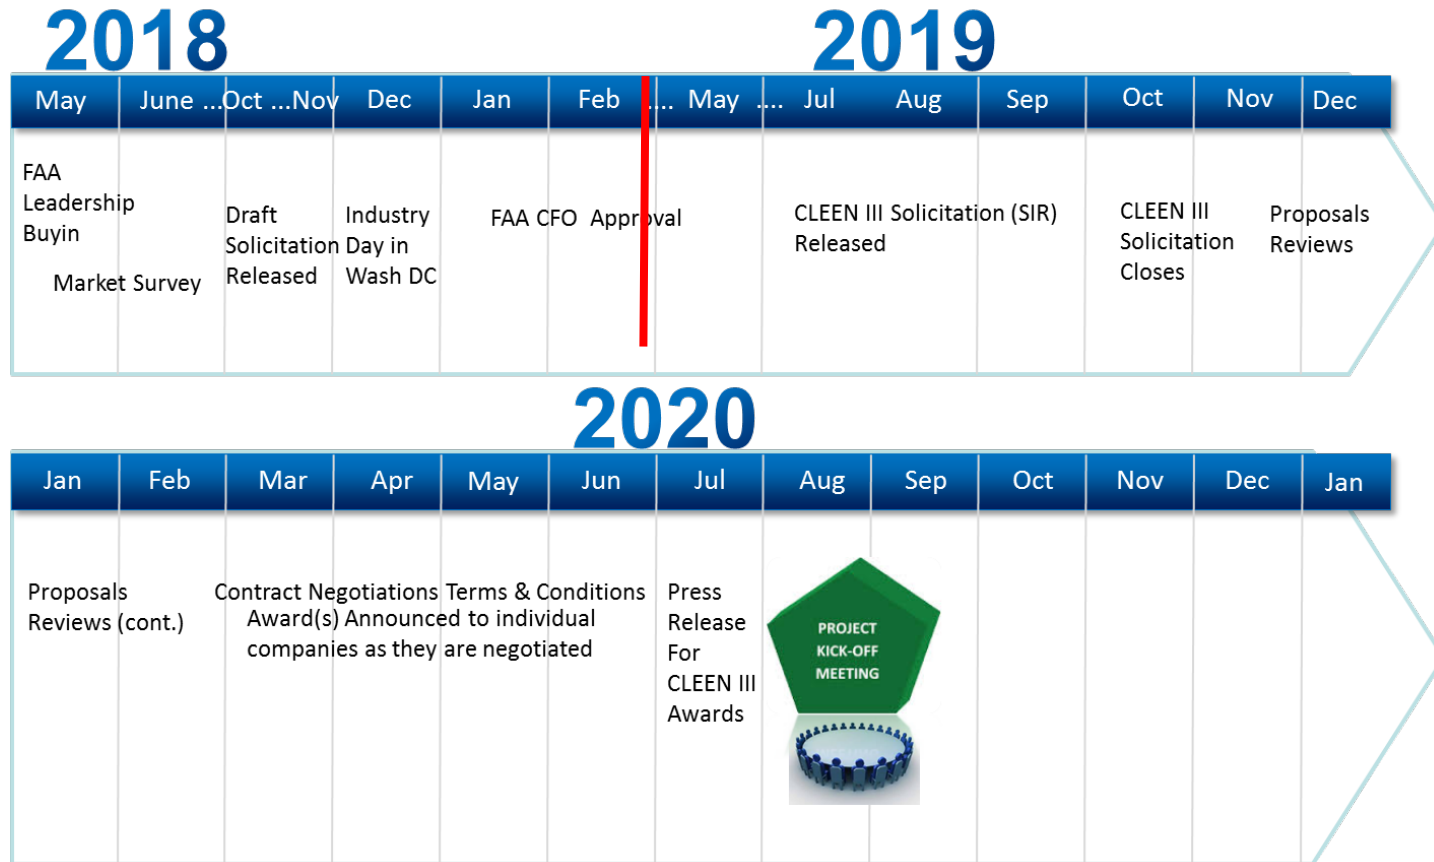 2018
2019
May June ...Oct ...Nov Dec Jan Feb .... May .... Jul Aug Sep Oct Nov Dec
FAA
Leadership
Buyin
Market Survey
Draft
Solicitation
Released
Industry
Day in
Wash DC
FAA CFO Approval
CLEEN III Solicitation (SIR)
Released
CLEEN III
Solicitation
Closes
Proposals
Reviews
2020
Jan Feb Mar Apr May Jun Jul Aug Sep Oct Nov Dec Jan
Proposals
Reviews (cont.)
Contract Negotiations Terms & Conditions
Award(s) Announced to individual
companies as they are negotiated
Press
Release
For
CLEEN III
Awards
PROJECT
KICK-OFF
MEETING